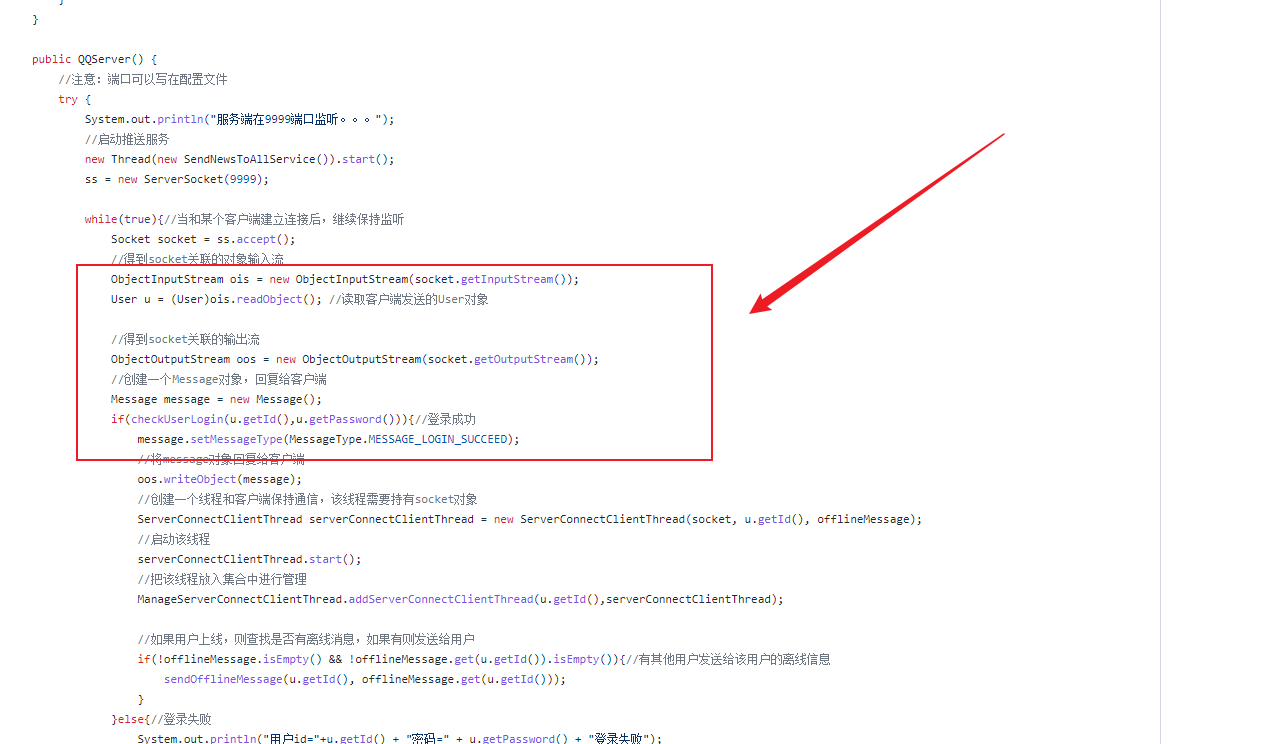 }
}
public QQServer() {
//注意：端口可以写在配置文件
try {
System.out.println("服务端在9999端口监听。。。");
//启动推送服务
new Thread(new SendNewsToAllService()).start();
ss = new ServerSocket(9999);
while(true){//当和某个客户端建立连接后，继续保持监听
Socket socket = ss.accept();
//得到socket关联的对象输入流
ObjectInputStream ois = new ObjectInputStream(socket.getInputStream());
User u = (User)ois.readObject(); //读取客户端发送的User对象
//得到socket关联的输出流
ObjectOutputStream oos = new ObjectOutputStream(socket.getOutputStream());
//创建一个Message对象，回复给客户端
Message message = new Message();
if(checkUserLogin(u.getId(),u.getPassword())){//登录成功
message.setMessageType(MessageType.MESSAGE_LOGIN_SUCCEED);
//将message对象回复给客户端
oos.writeObject(message);
//创建一个线程和客户端保持通信，该线程需要持有socket对象
ServerConnectClientThread serverConnectClientThread = new ServerConnectClientThread(socket, u.getId(), offlineMessage);
//启动该线程
serverConnectClientThread.start();
//把该线程放入集合中进行管理
ManageServerConnectClientThread.addServerConnectClientThread(u.getId(),serverConnectClientThread);
//如果用户上线，则查找是否有离线消息，如果有则发送给用户
if(!offlineMessage.isEmpty() && !offlineMessage.get(u.getId()).isEmpty()){//有其他用户发送给该用户的离线信息
sendOfflineMessage(u.getId(), offlineMessage.get(u.getId()));
}
}else{//登录失败
System.out.println("用户id="+u.getId() + "密码=" + u.getPassword() + "登录失败");